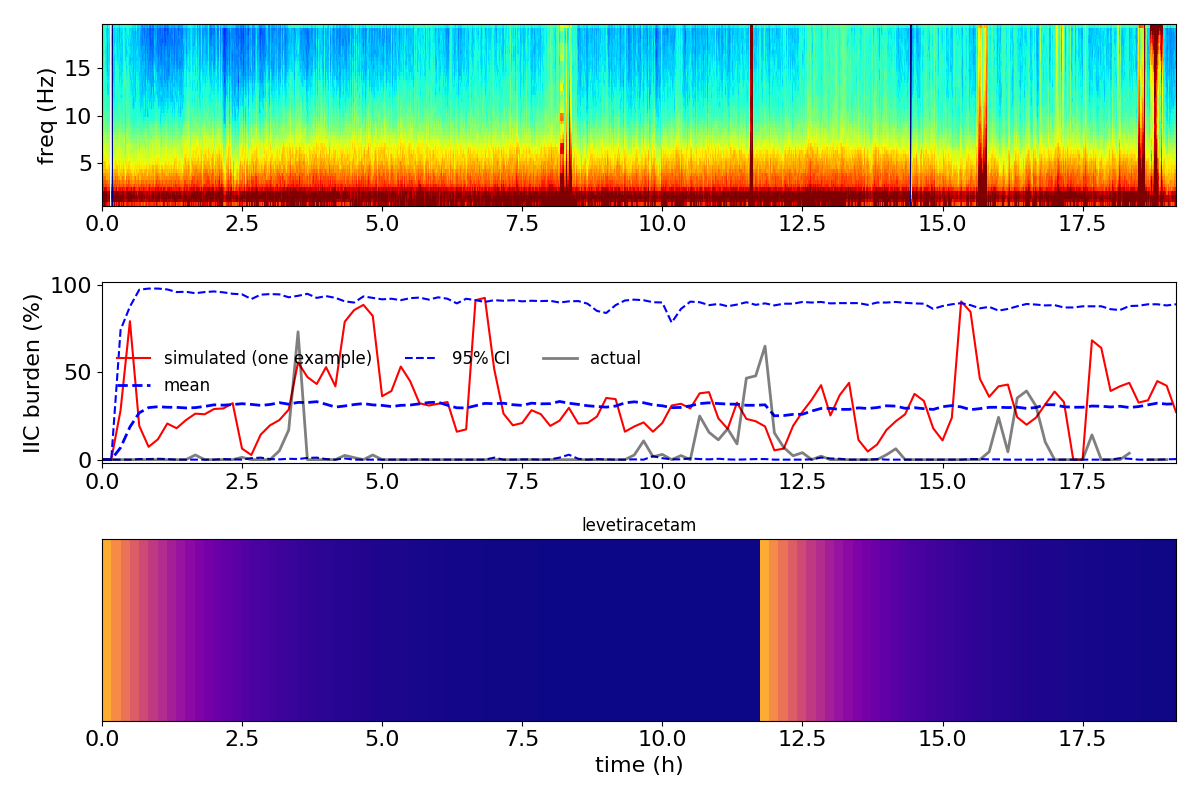 freq (Hz)
15
10
5
0.0 2.5 5.0 7.5 10.0 12.5 15.0 17.5
IIC burden (%)
100
50
0
simulated (one example) 95% CI actual
mean
0.0 2.5 5.0 7.5 10.0 12.5 15.0 17.5
levetiracetam
0.0 2.5 5.0 7.5 10.0 12.5 15.0 17.5
time (h)